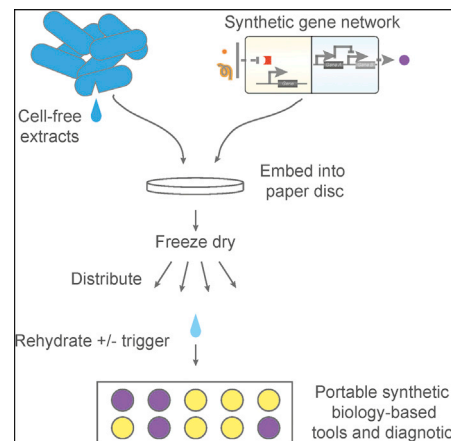 Synthetic gene network
Cell-free
extracts
Embed into
paper disc
Freeze dry
Distribute
Rehydrate +/- trigger
Portable synthetic
biology-based
tools and diagnostic